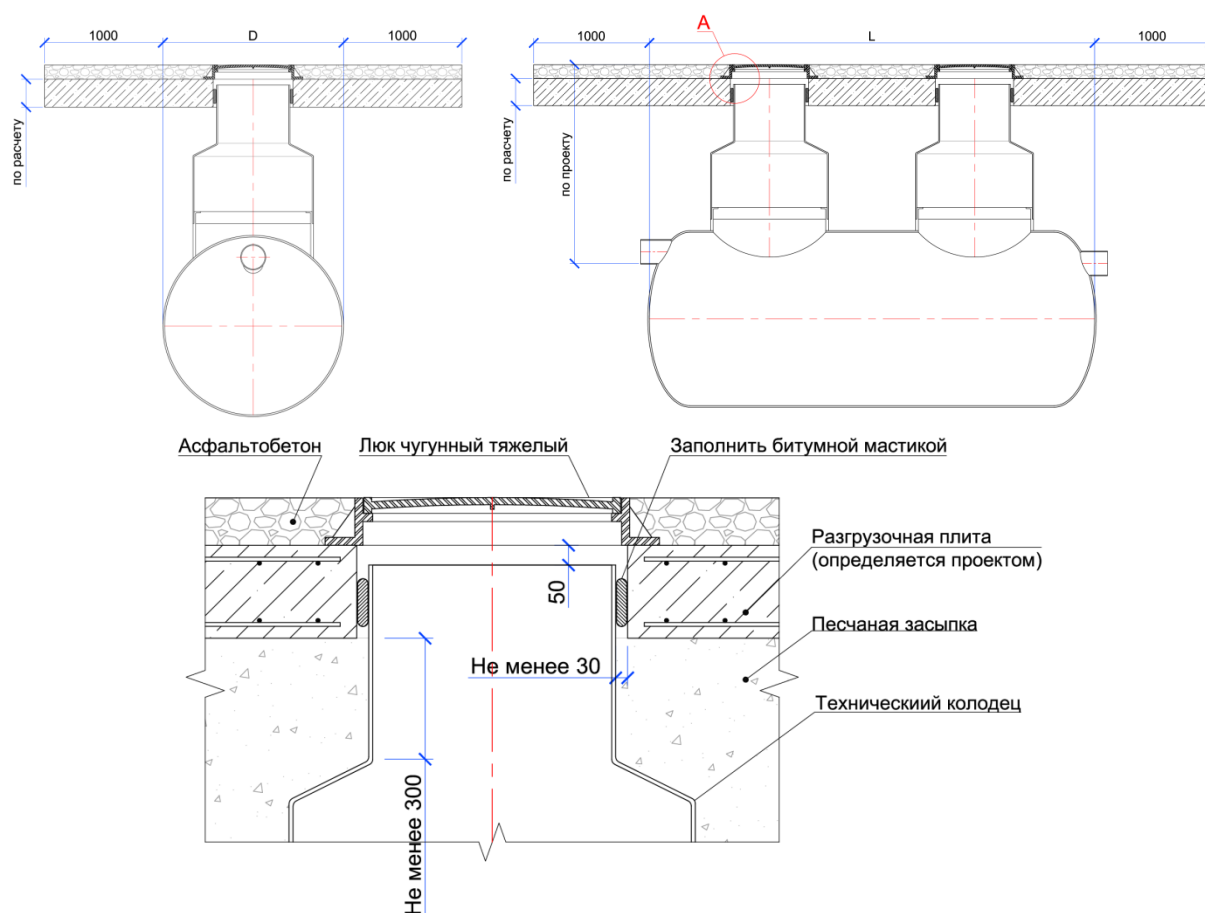 1000
D
1000
по расчету
A
1000
L
1000
по расчету
по проекту
Асфальтобетон
Люк чугунный тяжелый
Заполнить битумной мастикой
Разгрузочная плита
(определяется проектом)
50
Песчаная засыпка
Не менее 30
Техническиий колодец
Не менее 300